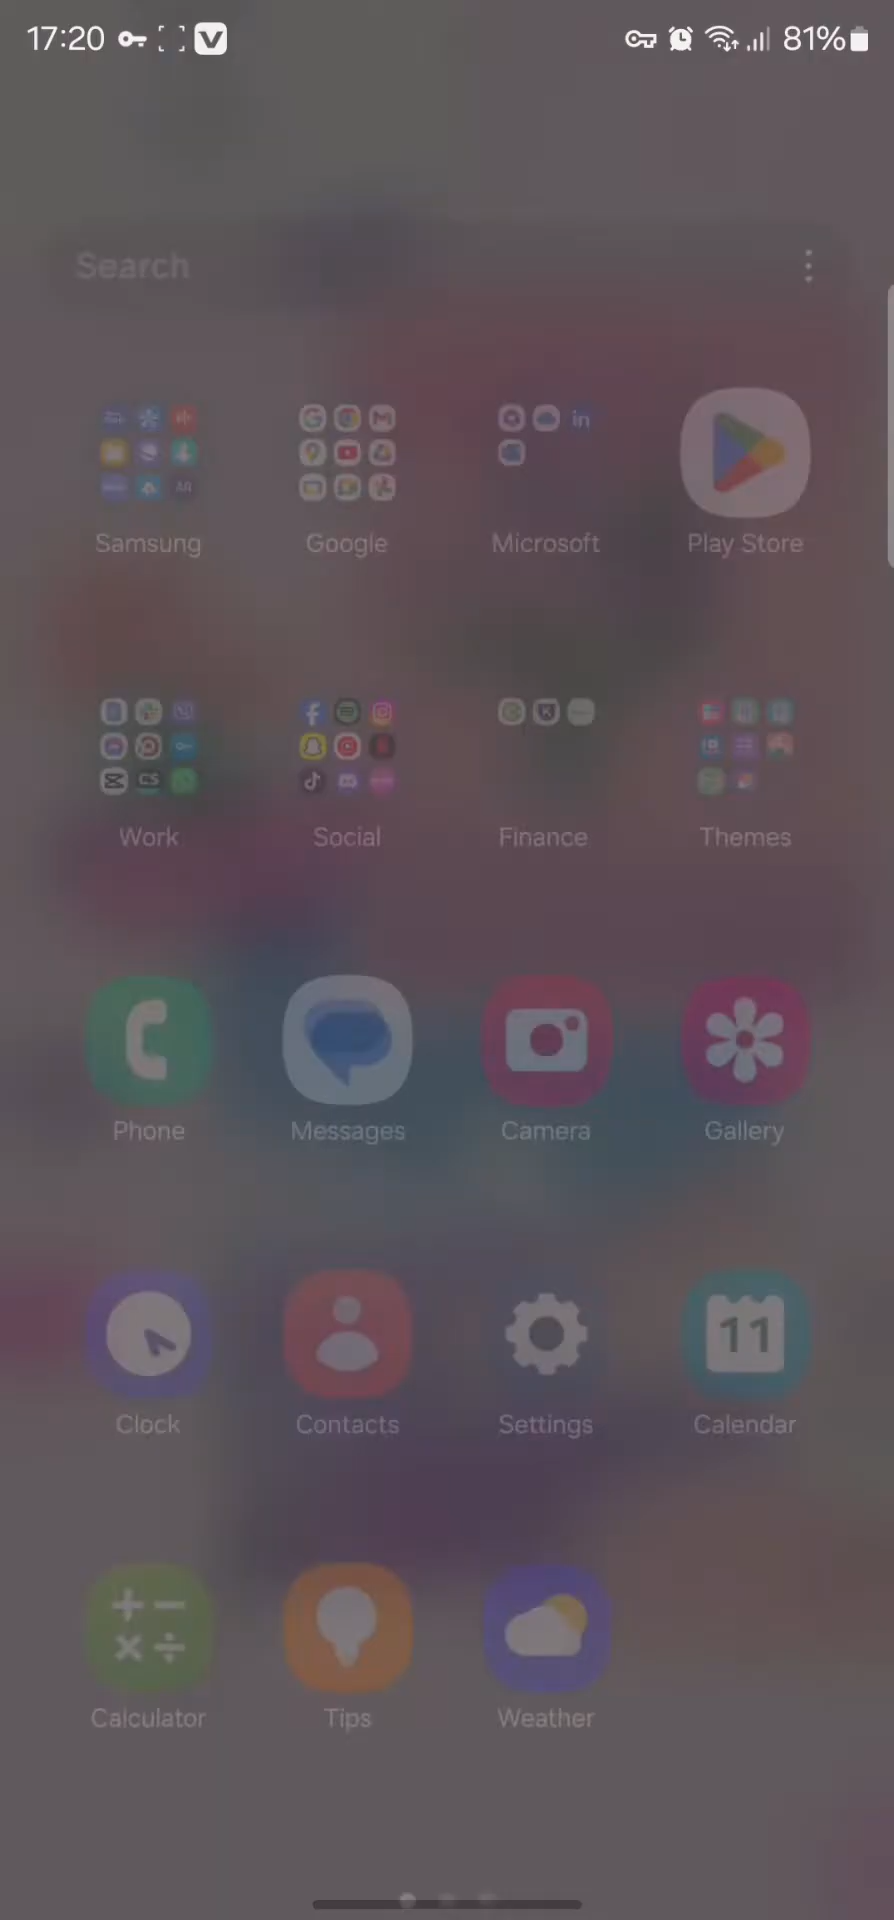 17:20 81%
Search
Samsung Google Microsoft Play Store
Work Social Finance Themes
Phone Messages Camera Gallery
11
Clock Contacts Settings Calendar
Calculator Tips Weather